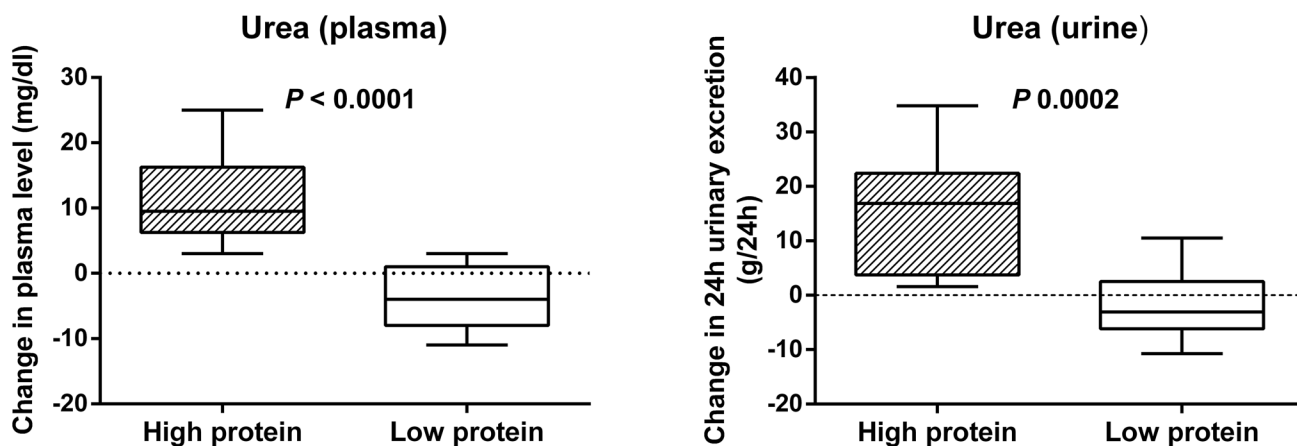 Urea (plasma)
Change in plasma level (mg/dl)
30
20
10
0
-10
-20
P < 0.0001
High protein
Low protein
Urea (urine)
Change in 24h urinary excretion
(g/24h)
40
30
20
10
0
-10
-20
P 0.0002
High protein
Low protein